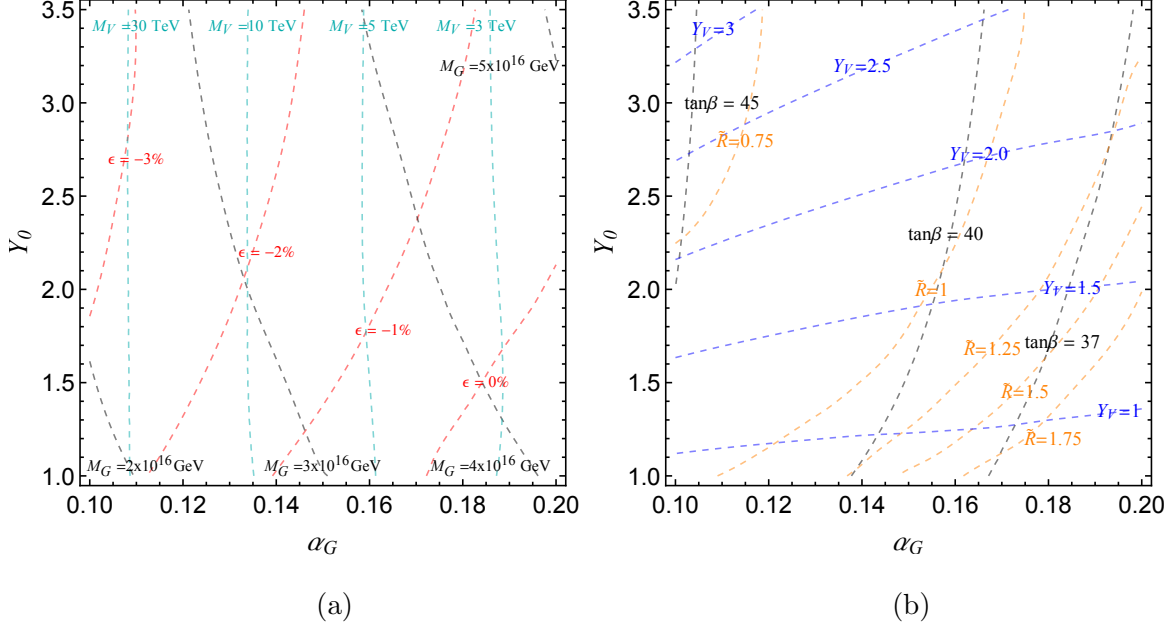 M_V =30 TeV M_V =10 TeV M_V =5 TeV M_V =3 TeV
M_G =5x10^16 GeV
ϵ = −3%
ϵ = −2%
ϵ = −1%
ϵ = 0%
M_G =2x10^16 GeV M_G =3x10^16 GeV M_G =4x10^16 GeV
3.5
3.0
2.5
2.0
1.5
1.0
Y_0
0.10 0.12 0.14 0.16 0.18 0.20
α_G
(a)
Y_V=3
Y_V=2.5
tanβ = 45
R̃=0.75
Y_V=2.0
tanβ = 40
R̃=1
Y_V=1.5
tanβ = 37
R̃=1.25
R̃=1.5
Y_V=1
R̃=1.75
3.5
3.0
2.5
2.0
1.5
1.0
Y_0
0.10 0.12 0.14 0.16 0.18 0.20
α_G
(b)